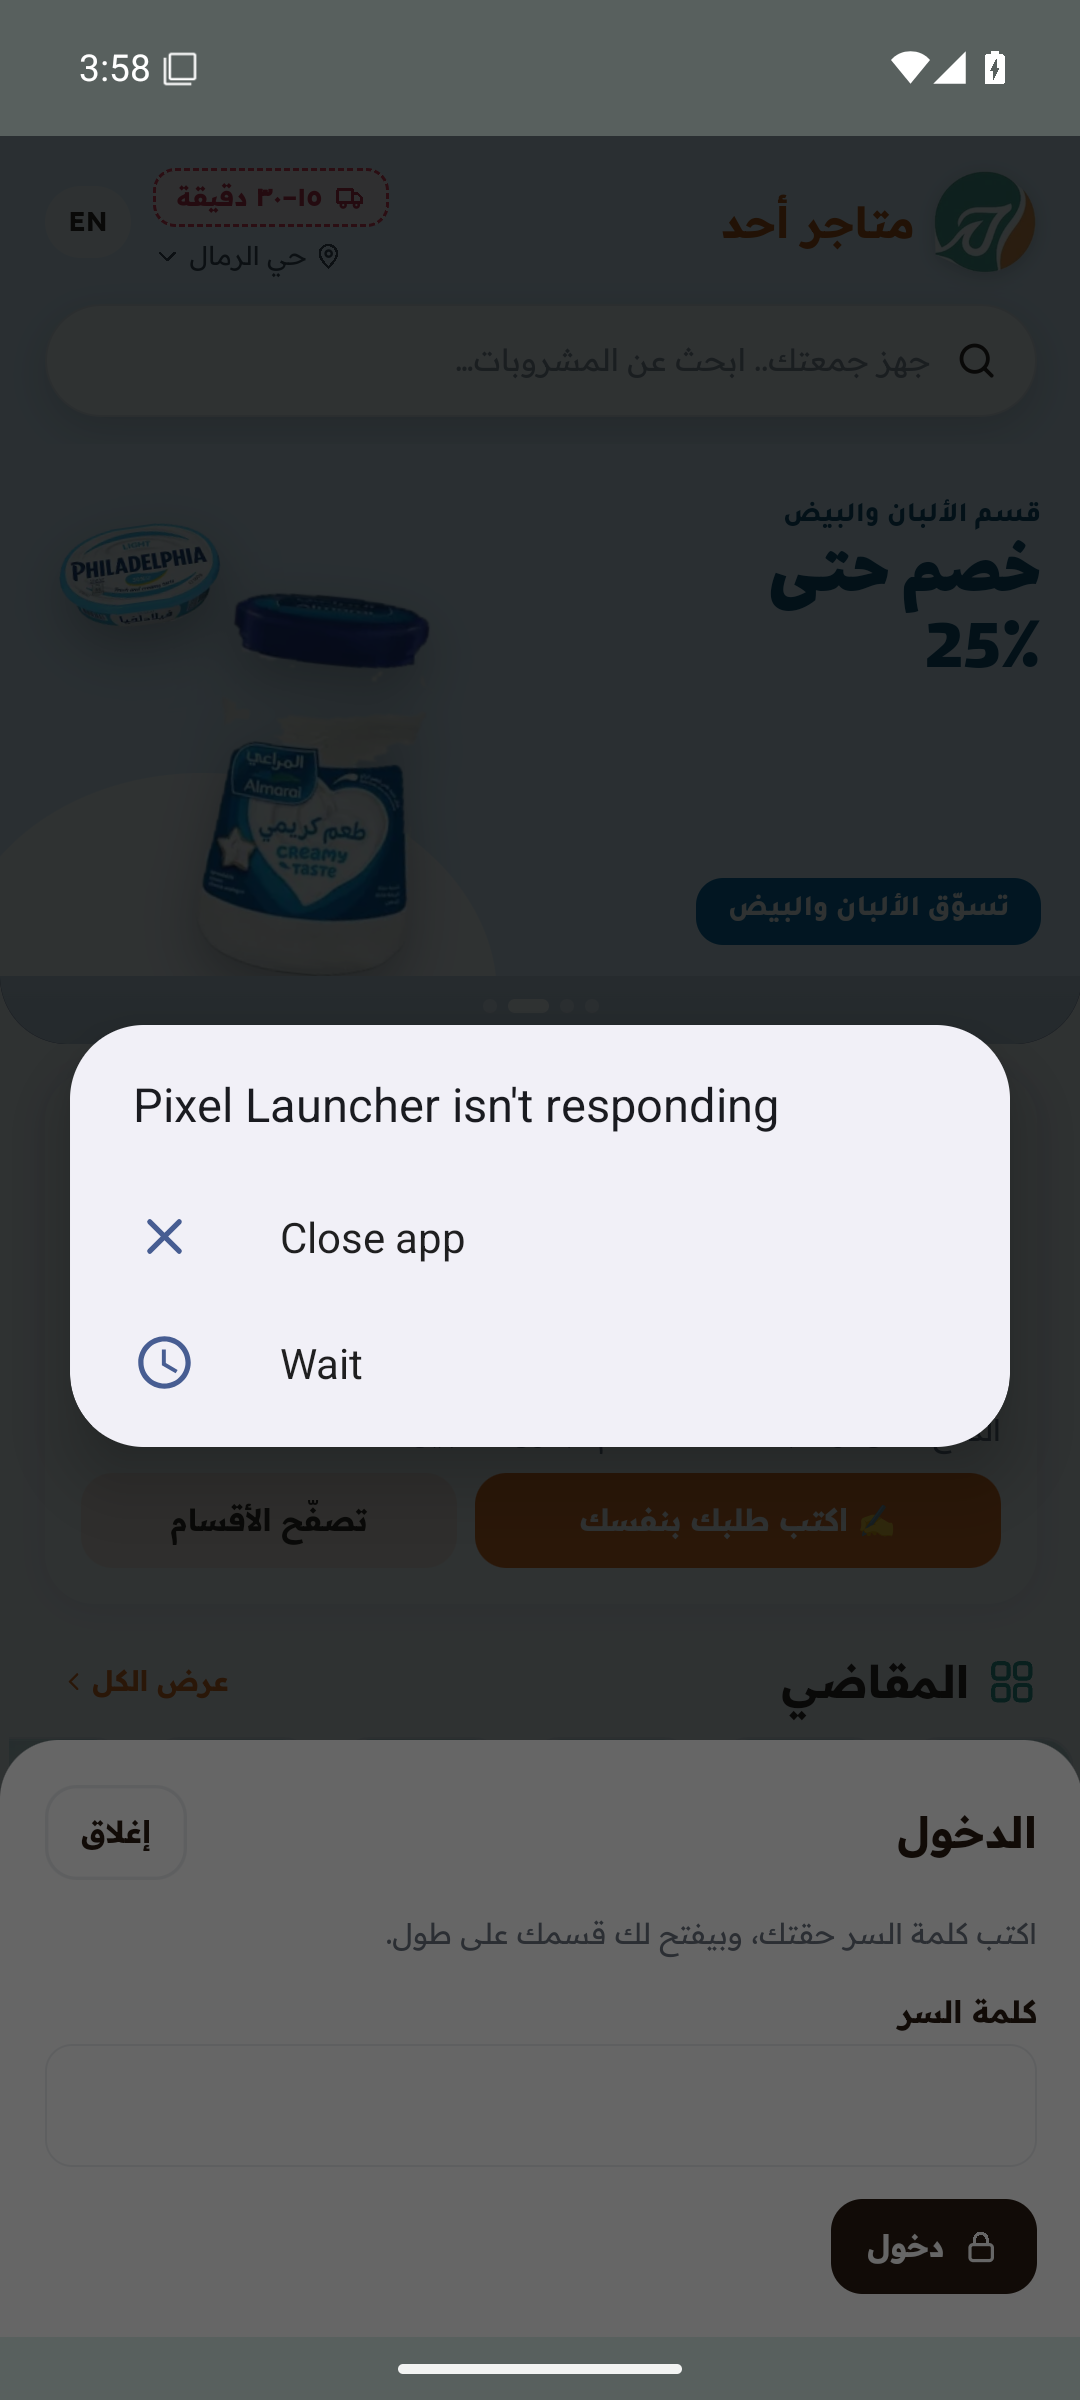 3:58
متاجر أحد
١٥-٣٠ دقيقة
حي الرمال
EN
جهز جمعتك.. ابحث عن المشروبات...
قسم الألبان والبيض
خصم حتى
25%
PHILADELPHIA
المراعي
Almarai
طعم كريمي
CREAMY
TASTE
تسوّق الألبان والبيض
Pixel Launcher isn't responding
Close app
Wait
✍️ اكتب طلبك بنفسك
تصفّح الأقسام
المقاضي
عرض الكل
الدخول
إغلاق
اكتب كلمة السر حقتك، وبيفتح لك قسمك على طول.
كلمة السر
دخول